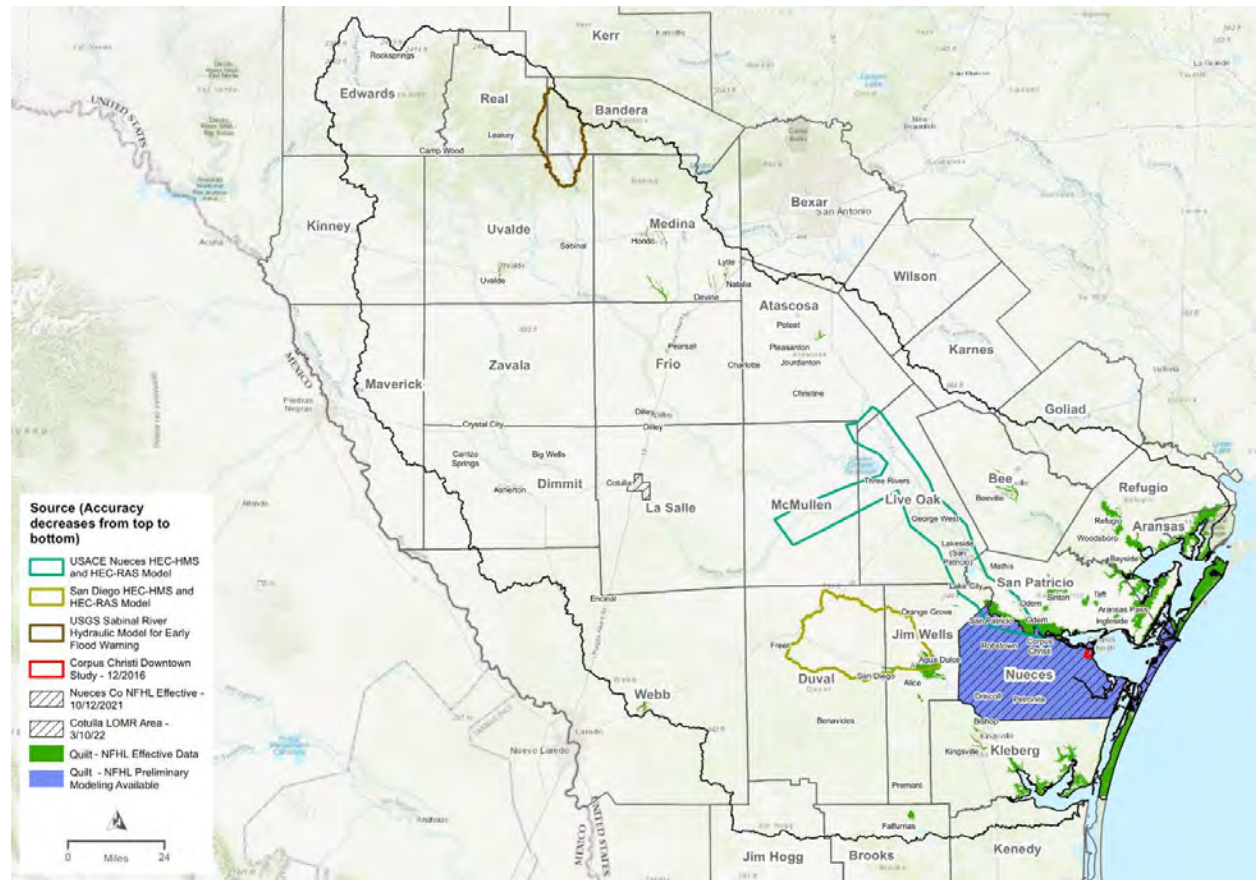 Kerr
Rocksprings
Edwards
Real
Bandera
UNITED STATES
Leakey
Camp Wood
Bexar
San Antonio
Kinney
Acuña
Uvalde
Medina
Sabinal
Hondo
Wilson
Lytle
Uvalde
Natalia
Devine
Atascosa
Poteet
Karnes
Pearsall
Pleasanton
Jourdanton
Zavala
Frio
Charlotte
Maverick
Christine
Goliad
Piedras
Negras
MEXICO
Dilley
Dilley
Crystal City
Carrizo
Springs
Big Wells
Bee
Refugio
Asherton
Dimmit
Cotulla
Three Rivers
Beeville
La Salle
McMullen
Live Oak
Refugio
Aransas
George West
Woodsboro
Lakeside
(San
Patricio)
Bayside
Mathis
San Patricio
Encinal
Lake City
Sinton
Taft
Odem
Aransas Pass
Orange Grove
San Patricio
Odem
Ingleside
Jim Wells
Robstown
Corpus
Christi
Freer
Agua Dulce
Nueces
Duval
San Diego
Alice
Webb
Driscoll
Petronila
Benavides
Bishop
Laredo
Kingsville
Nuevo Laredo
Kingsville
Kleberg
Premont
Falfurrias
Jim Hogg
Brooks
Kenedy
MEXICO
UNITED STATES
Source (Accuracy
decreases from top to
bottom)
USACE Nueces HEC-HMS
and HEC-RAS Model
San Diego HEC-HMS and
HEC-RAS Model
USGS Sabinal River
Hydraulic Model for Early
Flood Warning
Corpus Christi Downtown
Study - 12/2016
Nueces Co NFHL Effective -
10/12/2021
Cotulla LOMR Area -
3/10/22
Quilt - NFHL Effective Data
Quilt - NFHL Preliminary
Modeling Available
0 24
Miles